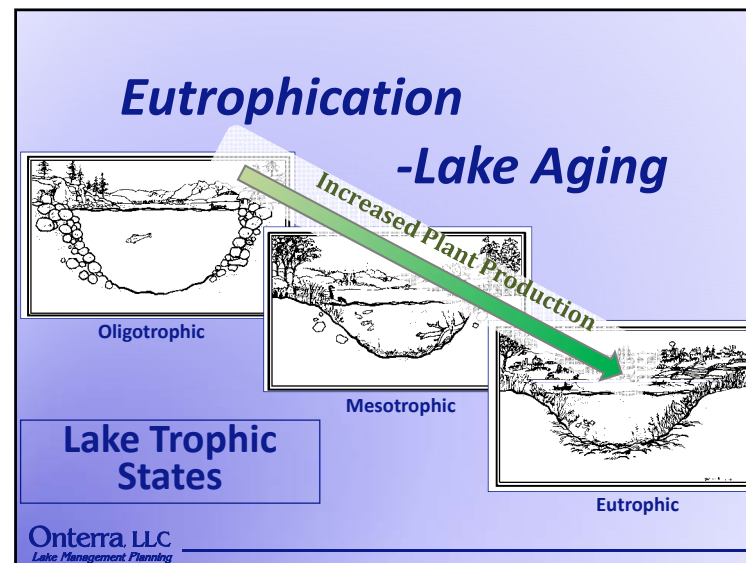 Eutrophication
-Lake Aging
Increased Plant Production
Oligotrophic
Mesotrophic
Eutrophic
Lake Trophic
States
Onterra, LLC
Lake Management Planning